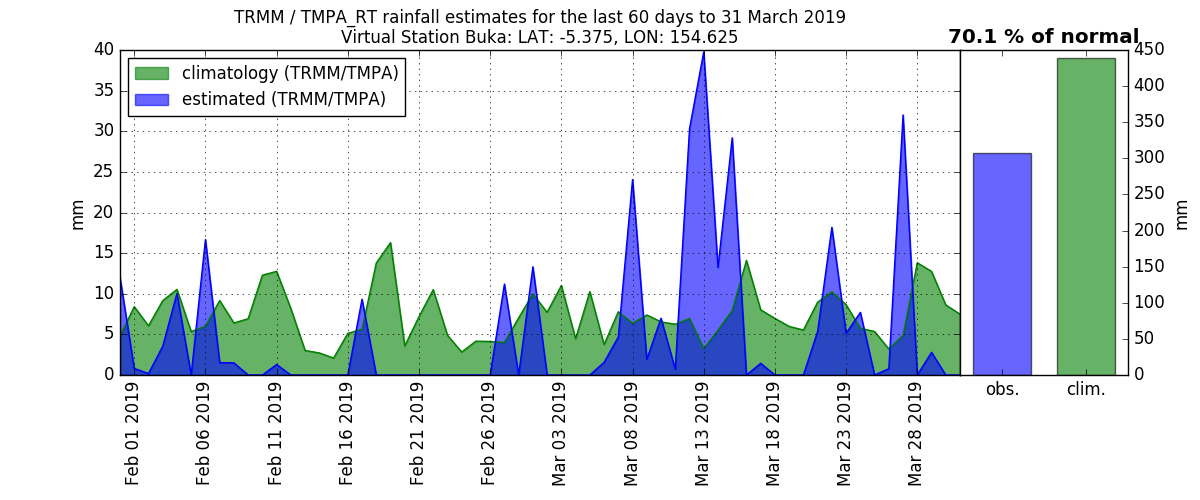 TRMM / TMPA_RT rainfall estimates for the last 60 days to 31 March 2019
Virtual Station Buka: LAT: -5.375, LON: 154.625
70.1 % of normal
climatology (TRMM/TMPA)
estimated (TRMM/TMPA)
40
35
30
25
20
15
10
5
0
mm
Feb 01 2019
Feb 06 2019
Feb 11 2019
Feb 16 2019
Feb 21 2019
Feb 26 2019
Mar 03 2019
Mar 08 2019
Mar 13 2019
Mar 18 2019
Mar 23 2019
Mar 28 2019
450
400
350
300
250
200
150
100
50
0
mm
obs.
clim.